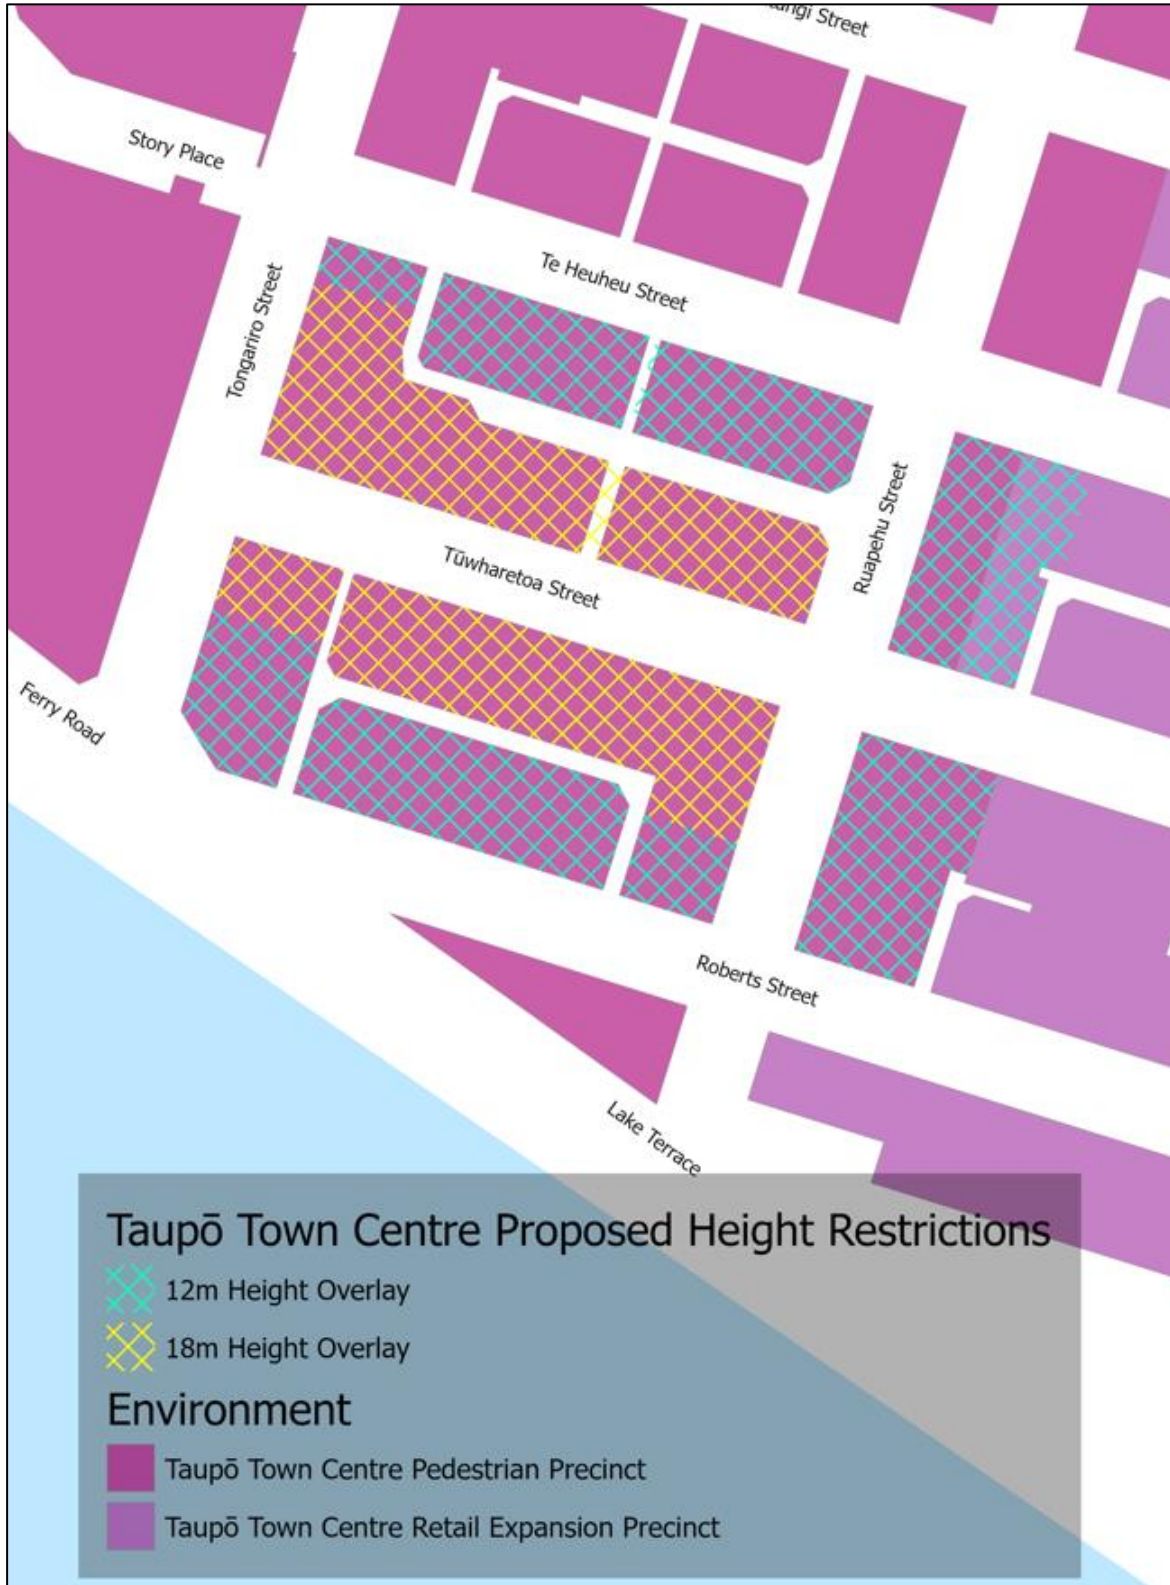 Street
Story Place
Te Heuheu Street
Tongariro Street
Ruapehu Street
Tūwharetoa Street
Ferry Road
Roberts Street
Lake Terrace
Taupō Town Centre Proposed Height Restrictions
12m Height Overlay
18m Height Overlay
Environment
Taupō Town Centre Pedestrian Precinct
Taupō Town Centre Retail Expansion Precinct